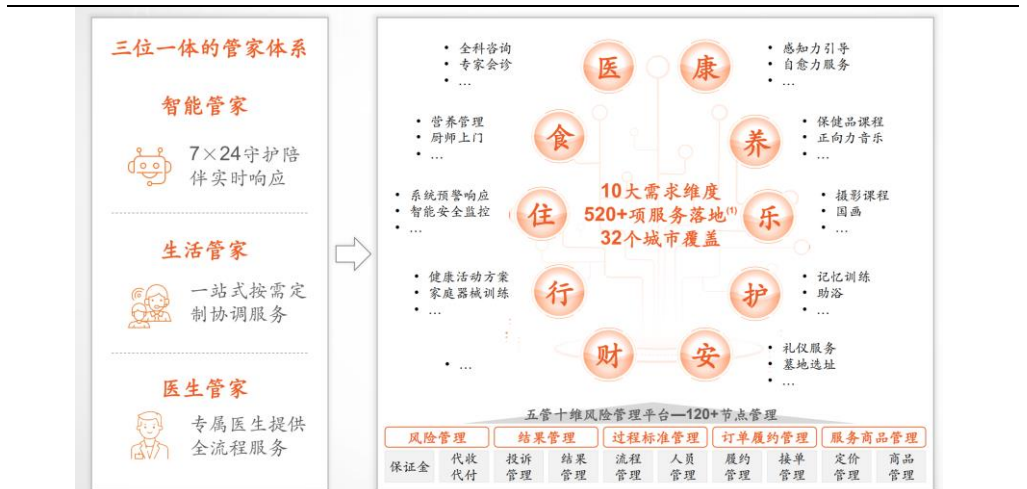 三位一体的管家体系
智能管家
7×24守护陪
伴实时响应
生活管家
一站式按需定
制协调服务
医生管家
专属医生提供
全流程服务
• 全科咨询
• 专家会诊
• …
医
康
• 感知力引导
• 自愈力服务
• …
• 营养管理
• 厨师上门
• …
食
养
• 保健品课程
• 正向力音乐
• …
• 系统预警响应
• 智能安全监控
• …
住
10大需求维度
520+项服务落地(1)
32个城市覆盖
乐
• 摄影课程
• 国画
• …
• 健康活动方案
• 家庭器械训练
• …
行
护
• 记忆训练
• 助浴
• …
• …
财
安
• 礼仪服务
• 墓地选址
• …
五管十维风险管理平台—120+节点管理
风险管理 结果管理 过程标准管理 订单履约管理 服务商品管理
保证金
代收
代付
投诉
管理
结果
管理
流程
管理
人员
管理
履约
管理
接单
管理
定价
管理
商品
管理